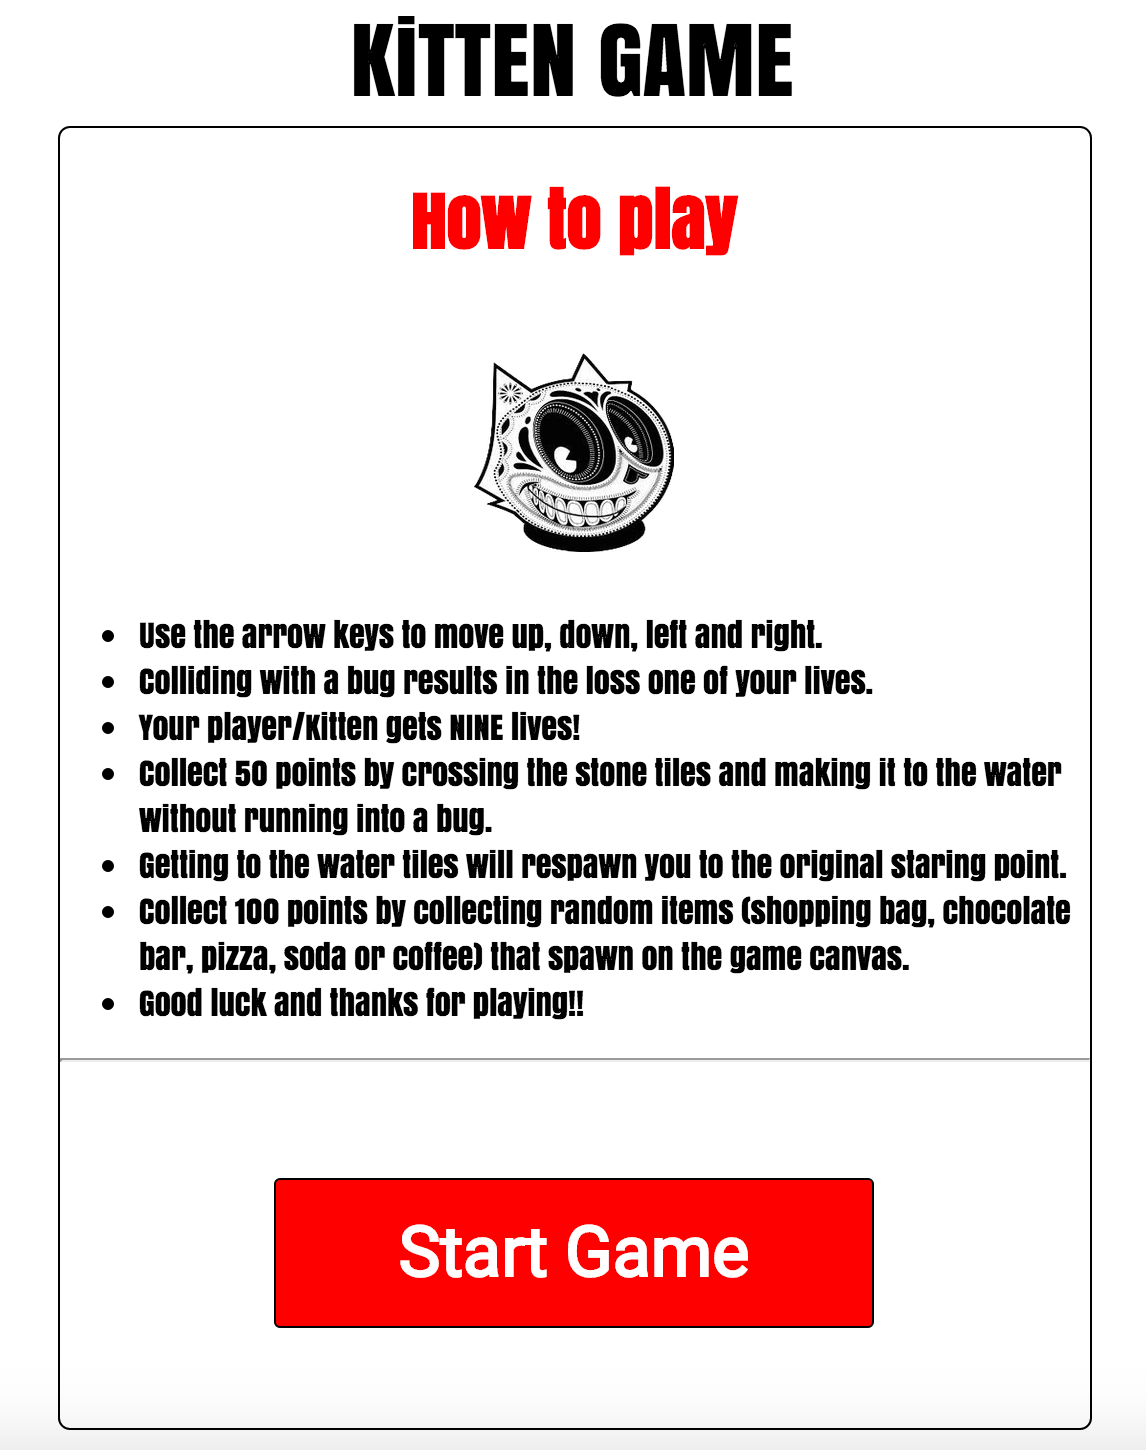 KiTTEN GAME
How to play
• Use the arrow keys to move up, down, left and right.
• Colliding with a bug results in the loss one of your lives.
• Your player/Kitten gets NINE lives!
• Collect 50 points by crossing the stone tiles and making it to the water
without running into a bug.
• Getting to the water tiles will respawn you to the original staring point.
• Collect 100 points by collecting random items (shopping bag, chocolate
bar, pizza, soda or coffee) that spawn on the game canvas.
• Good luck and thanks for playing!!
Start Game